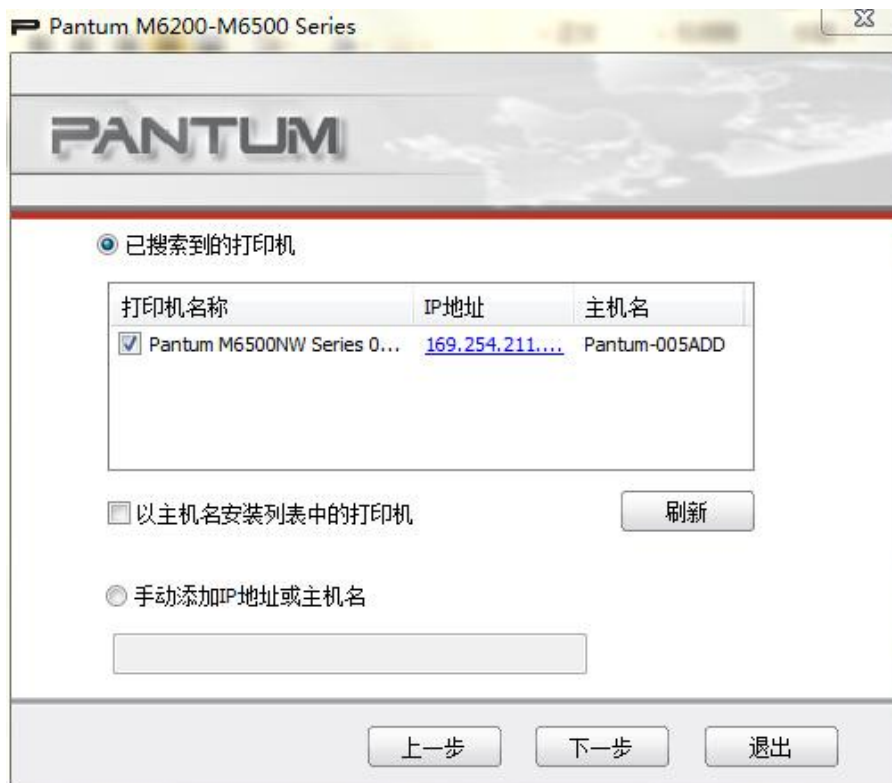 Pantum M6200-M6500 Series
PANTUM
已搜索到的打印机
打印机名称 IP地址 主机名
Pantum M6500NW Series 0... 169.254.211.... Pantum-005ADD
以主机名安装列表中的打印机 刷新
手动添加IP地址或主机名
上一步 下一步 退出